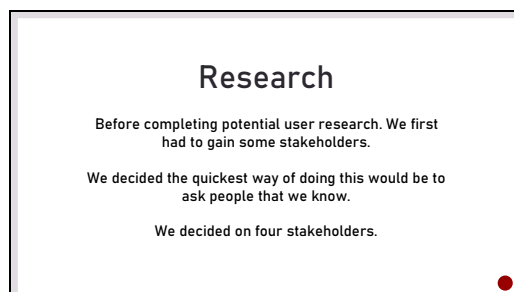 Research
Before completing potential user research. We first
had to gain some stakeholders.
We decided the quickest way of doing this would be to
ask people that we know.
We decided on four stakeholders.